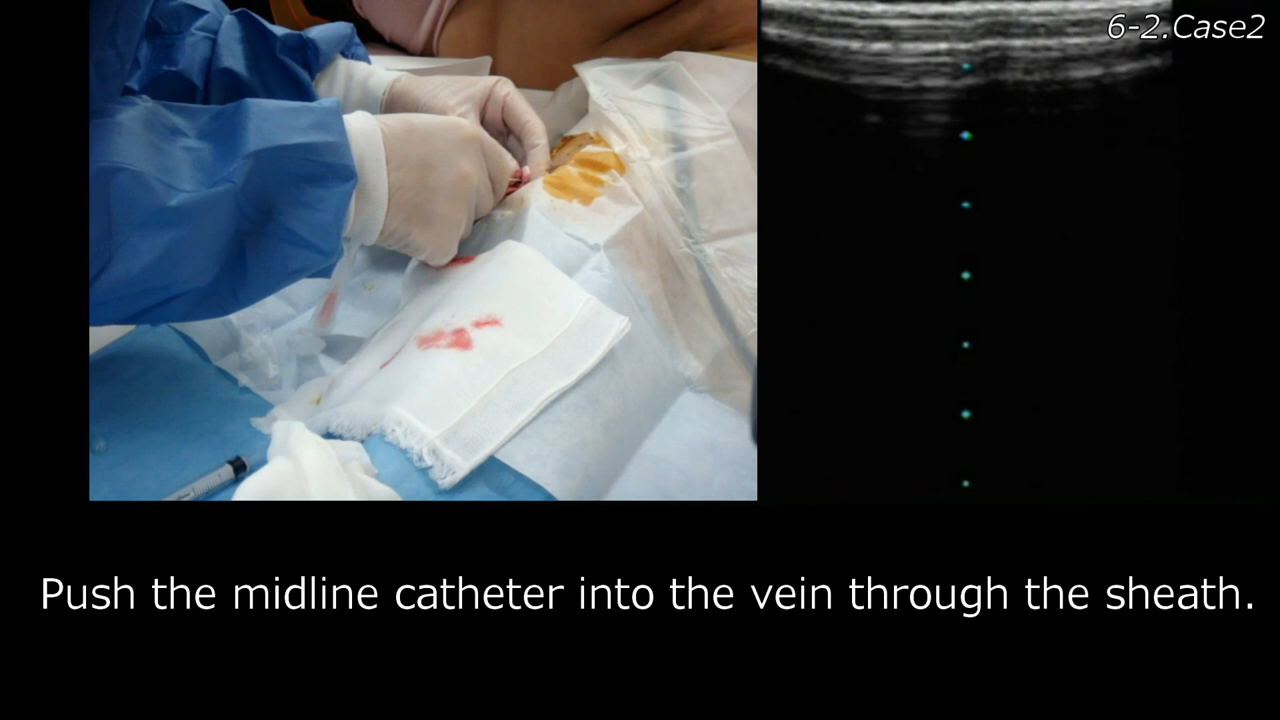 6-2.Case2
Push the midline catheter into the vein through the sheath.